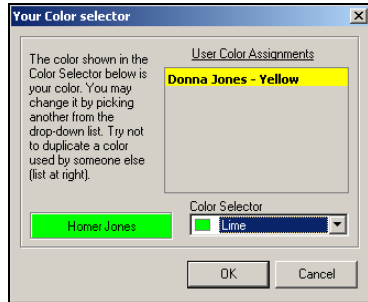 Your Color selector
The color shown in the
Color Selector below is
your color. You may
change it by picking
another from the
drop-down list. Try not
to duplicate a color
used by someone else
(list at right).
User Color Assignments
Donna Jones - Yellow
Homer Jones
Color Selector
Lime
OK
Cancel